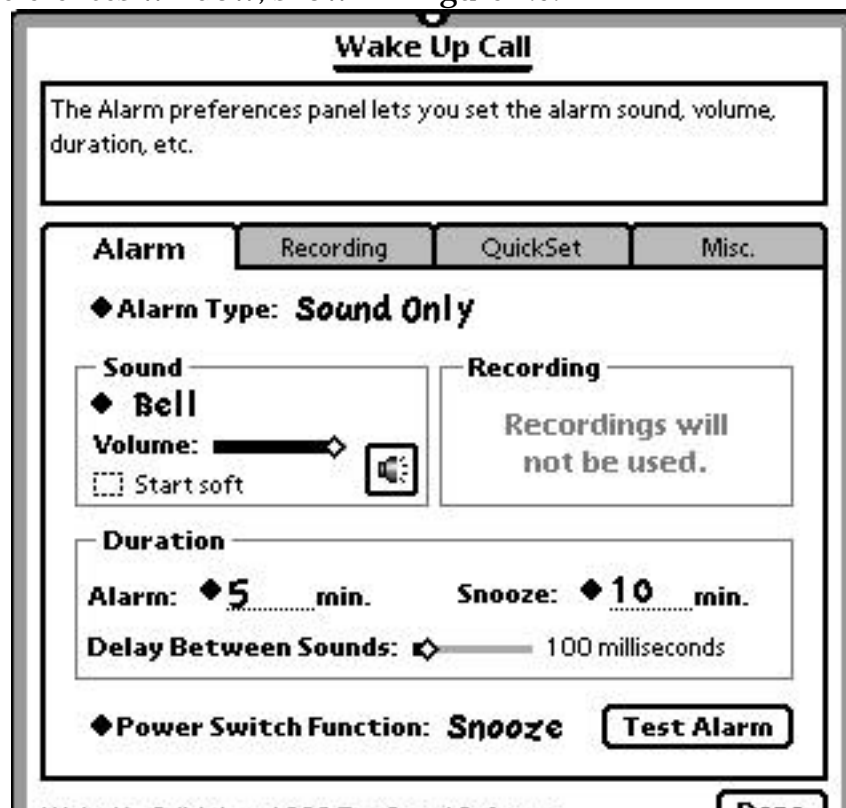 Wake Up Call
The Alarm preferences panel lets you set the alarm sound, volume,
duration, etc.
Alarm Recording QuickSet Misc.
◆Alarm Type: Sound Only
Sound Recording
◆ Bell
Recordings will
not be used.
Volume:
Start soft
Duration
Alarm: ◆5 min. Snooze: ◆10 min.
Delay Between Sounds: 100 milliseconds
◆Power Switch Function: Snooze Test Alarm
Done